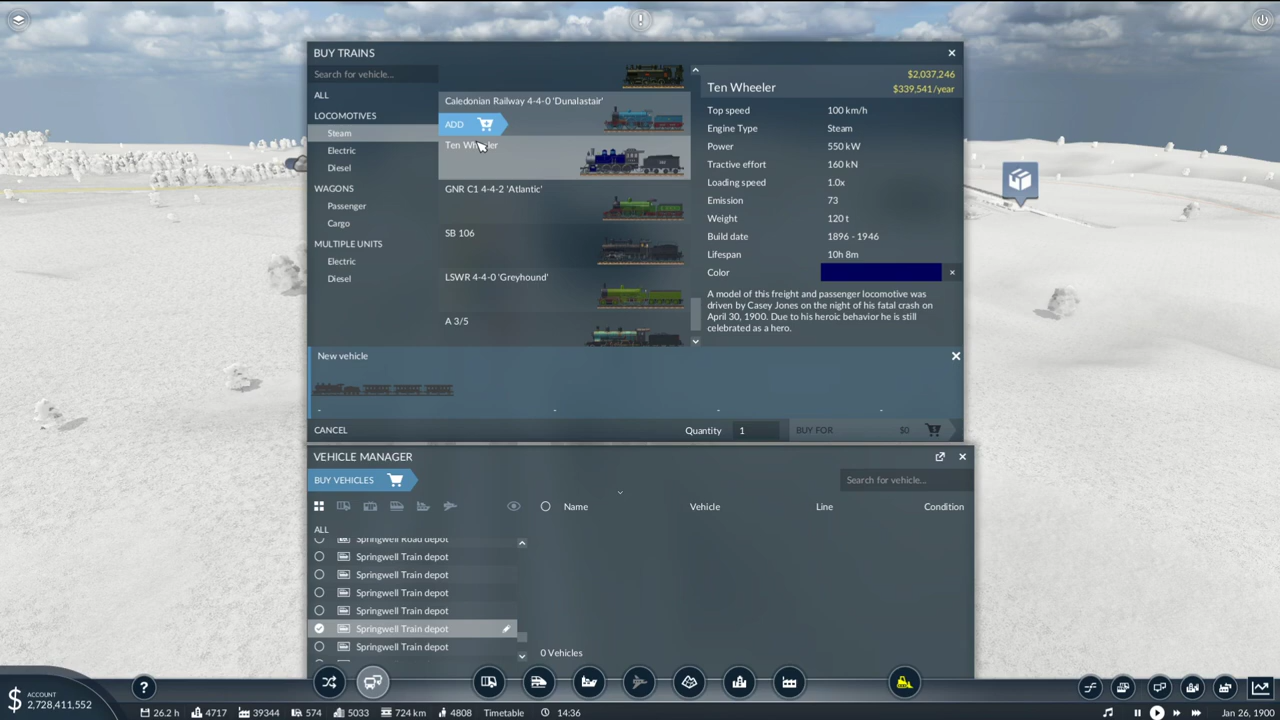 BUY TRAINS
Search for vehicle...
ALL
LOCOMOTIVES
Steam
Electric
Diesel
WAGONS
Passenger
Cargo
MULTIPLE UNITS
Electric
Diesel
Caledonian Railway 4-4-0 'Dunalastair'
ADD
Ten Wheeler
GNR C1 4-4-2 'Atlantic'
SB 106
LSWR 4-4-0 'Greyhound'
A 3/5
$2,037,246
Ten Wheeler
$339,541/year
Top speed 100 km/h
Engine Type Steam
Power 550 kW
Tractive effort 160 kN
Loading speed 1.0x
Emission 73
Weight 120 t
Build date 1896 - 1946
Lifespan 10h 8m
Color
A model of this freight and passenger locomotive was
driven by Casey Jones on the night of his fatal crash on
April 30, 1900. Due to his heroic behavior he is still
celebrated as a hero.
New vehicle
- - - -
CANCEL
Quantity 1
BUY FOR $0
VEHICLE MANAGER
BUY VEHICLES
Search for vehicle...
Name Vehicle Line Condition
ALL
Springwell Road depot
Springwell Train depot
Springwell Train depot
Springwell Train depot
Springwell Train depot
Springwell Train depot
Springwell Train depot
0 Vehicles
$ ACCOUNT
2,728,411,552
?
26.2 h 4717 39344 574 5033 724 km 4808 Timetable 14:36
Jan 26, 1900